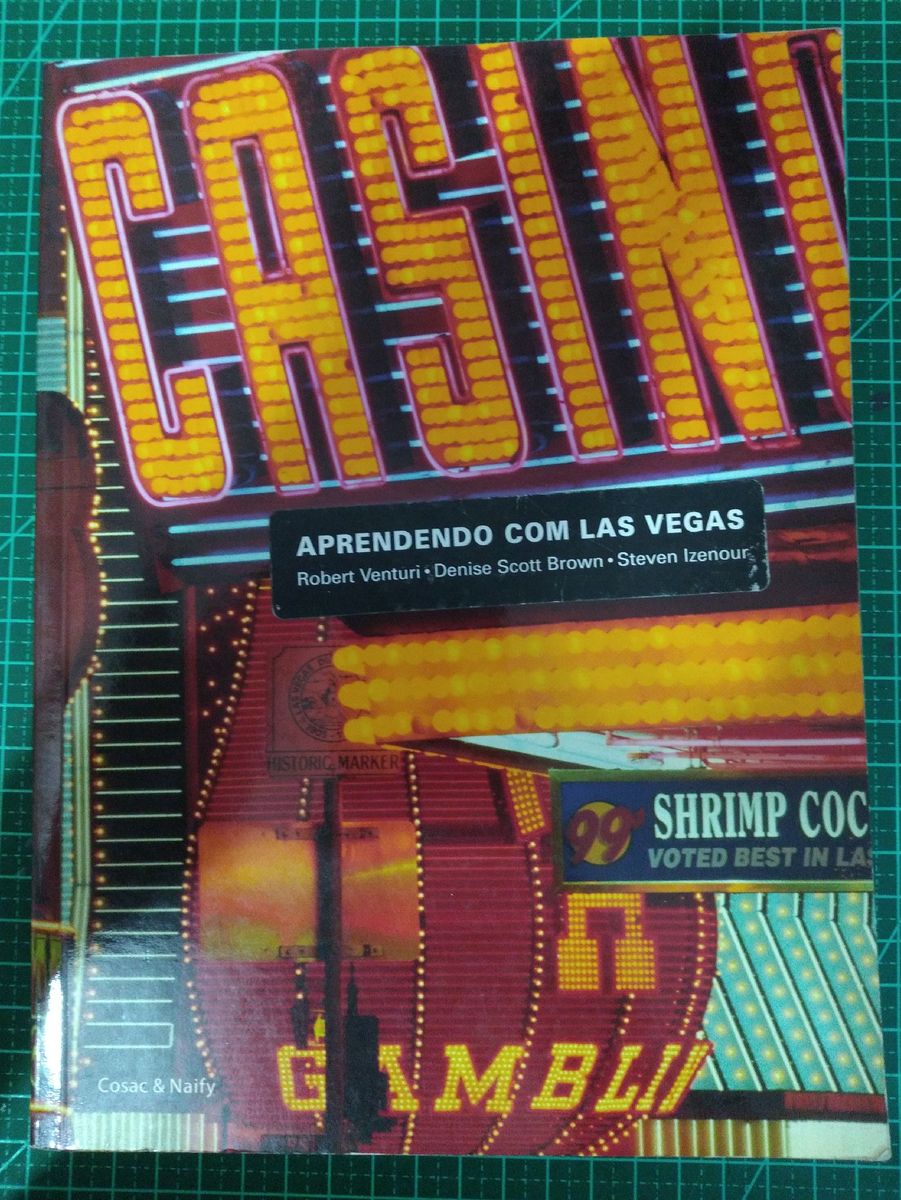 CASINO
APRENDENDO COM LAS VEGAS
Robert Venturi • Denise Scott Brown • Steven Izenour
HISTORIC MARKER
99¢
SHRIMP COC
VOTED BEST IN LAS
GAMBLI
Cosac & Naify